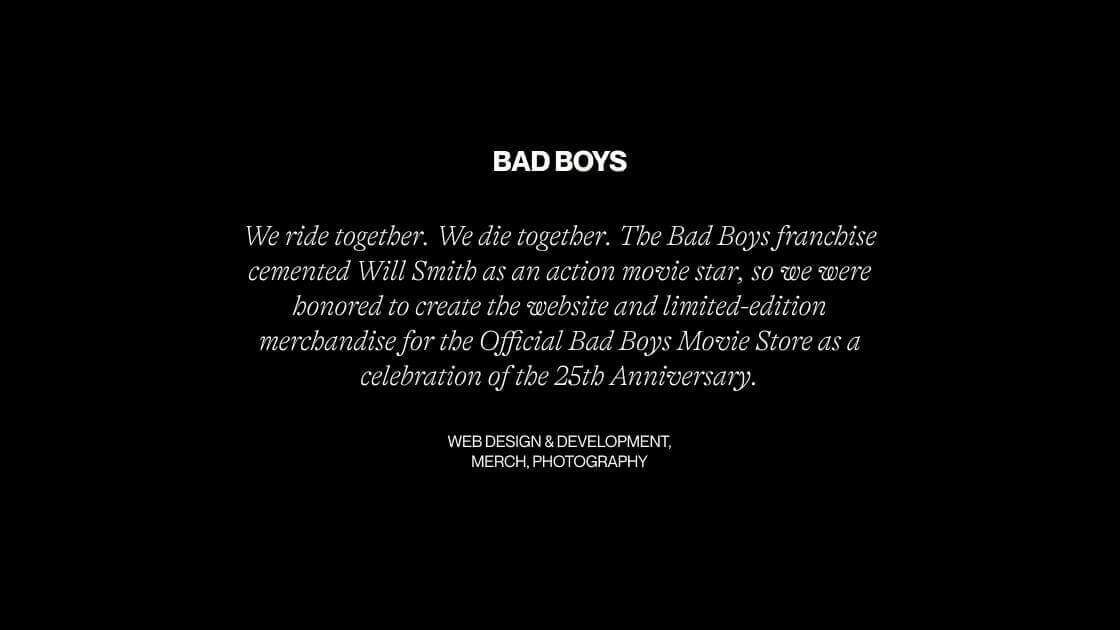 BAD BOYS
We ride together. We die together. The Bad Boys franchise
cemented Will Smith as an action movie star, so we were
honored to create the website and limited-edition
merchandise for the Official Bad Boys Movie Store as a
celebration of the 25th Anniversary.
WEB DESIGN & DEVELOPMENT,
MERCH, PHOTOGRAPHY